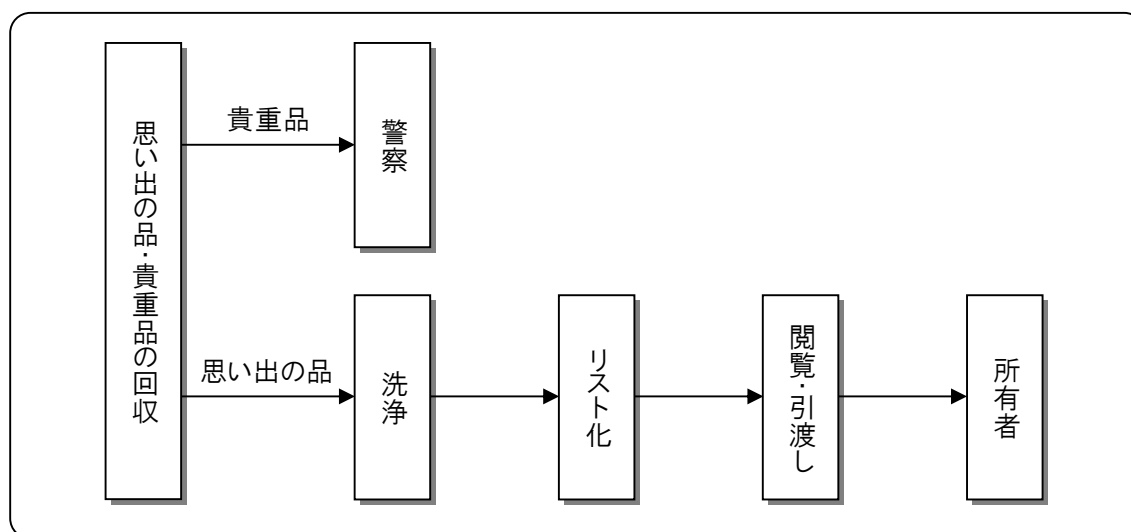 思い出の品・貴重品の回収
貴重品
警察
思い出の品
洗浄
リスト化
閲覧・引渡し
所有者